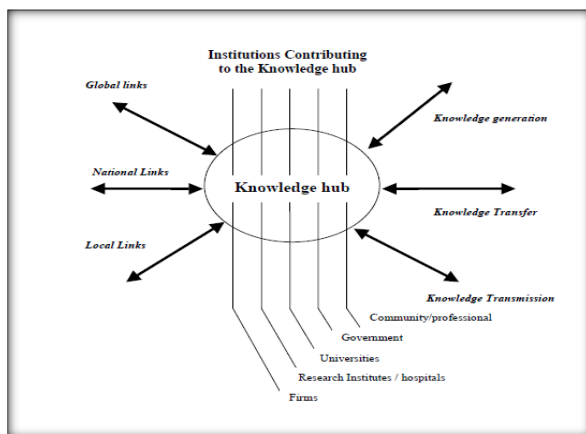 Institutions Contributing
to the Knowledge hub
Global links
Knowledge generation
National Links
Knowledge hub
Knowledge Transfer
Local Links
Knowledge Transmission
Community/professional
Government
Universities
Research Institutes / hospitals
Firms